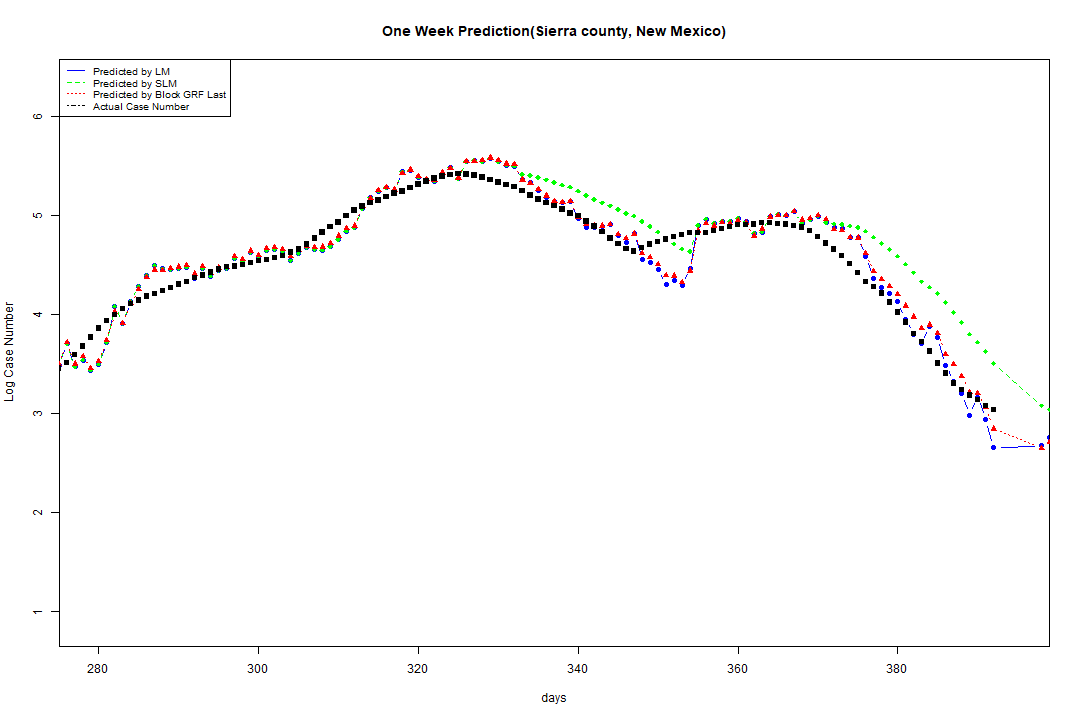 One Week Prediction(Sierra county, New Mexico)
Predicted by LM
Predicted by SLM
Predicted by Block GRF Last
Actual Case Number
6
5
4
3
2
1
Log Case Number
280 300 320 340 360 380
days